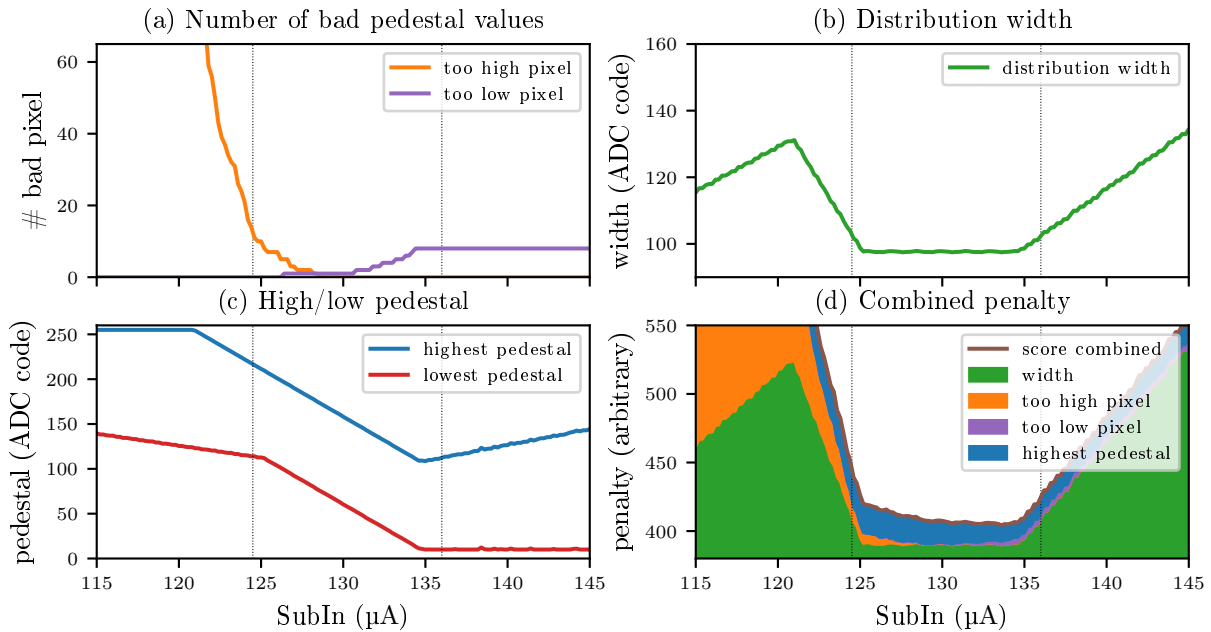 (a) Number of bad pedestal values
# bad pixel
60
40
20
0
too high pixel
too low pixel
(b) Distribution width
width (ADC code)
160
140
120
100
distribution width
(c) High/low pedestal
pedestal (ADC code)
250
200
150
100
50
0
highest pedestal
lowest pedestal
115 120 125 130 135 140 145
SubIn (µA)
(d) Combined penalty
penalty (arbitrary)
550
500
450
400
score combined
width
too high pixel
too low pixel
highest pedestal
115 120 125 130 135 140 145
SubIn (µA)